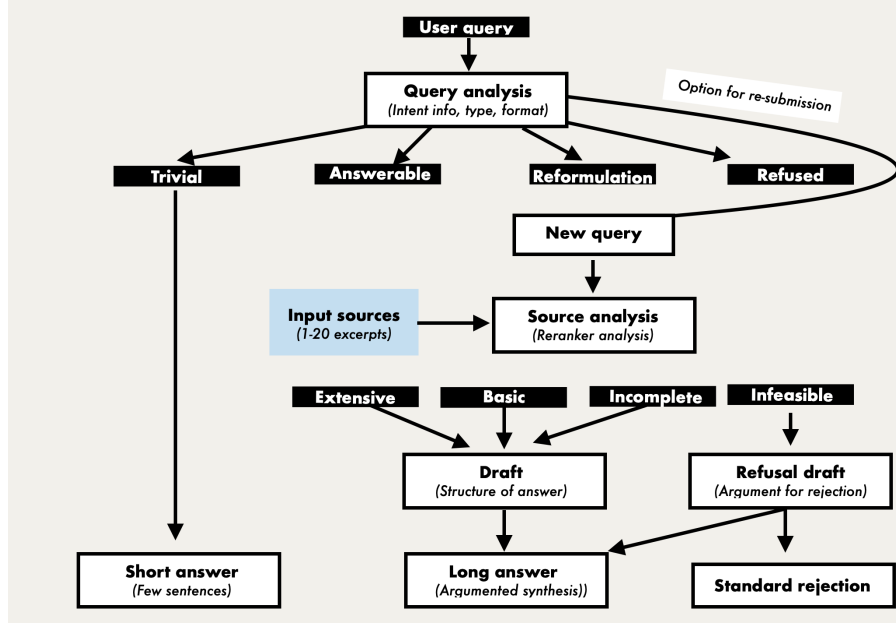 User query
Query analysis
(Intent info, type, format)
Option for re-submission
Trivial
Answerable
Reformulation
Refused
New query
Input sources
(1-20 excerpts)
Source analysis
(Reranker analysis)
Extensive
Basic
Incomplete
Infeasible
Draft
(Structure of answer)
Refusal draft
(Argument for rejection)
Short answer
(Few sentences)
Long answer
(Argumented synthesis))
Standard rejection